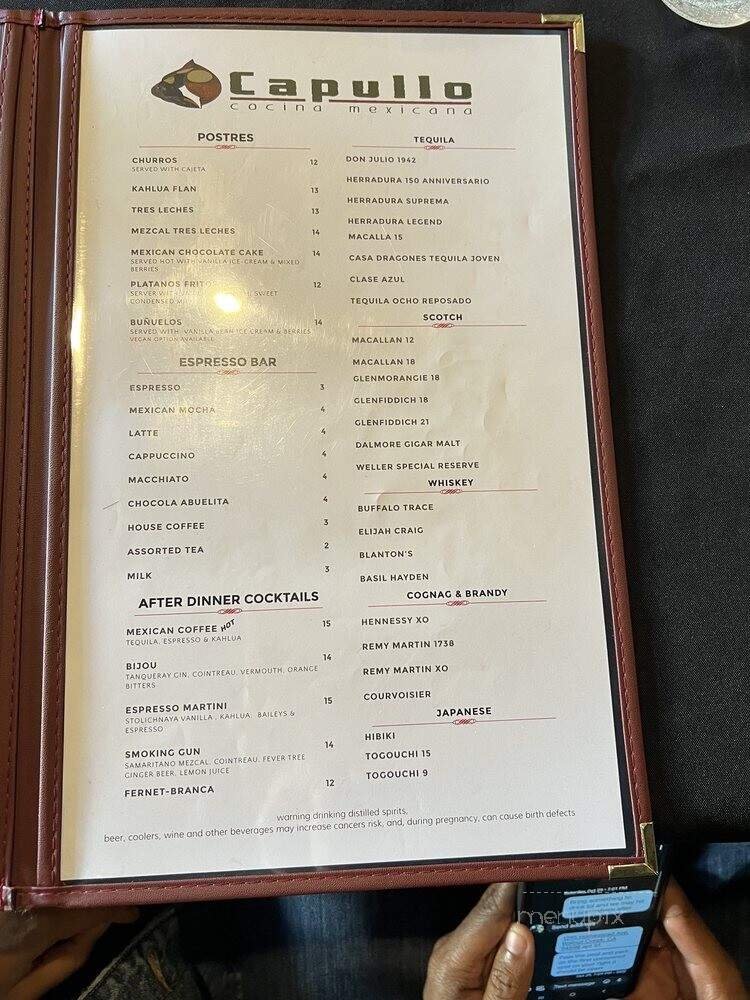 Capullo
cocina mexicana
POSTRES
CHURROS 12
SERVED WITH CAJETA
KAHLUA FLAN 13
TRES LECHES 13
MEZCAL TRES LECHES 14
MEXICAN CHOCOLATE CAKE 14
SERVED HOT WITH VANILLA ICE-CREAM & MIXED
BERRIES
PLATANOS FRITOS 12
SERVER WITH SWEET
CONDENSED
BUÑUELOS 14
SERVED WITH VANILLA BEAN ICE CREAM & BERRIES
VEGAN OPTION AVAILABLE
ESPRESSO BAR
ESPRESSO 3
MEXICAN MOCHA 4
LATTE 4
CAPPUCCINO 4
MACCHIATO 4
CHOCOLA ABUELITA 4
HOUSE COFFEE 3
ASSORTED TEA 2
MILK 3
AFTER DINNER COCKTAILS
MEXICAN COFFEE HOT 15
TEQUILA, ESPRESSO & KAHLUA
BIJOU 14
TANQUERAY GIN, COINTREAU, VERMOUTH, ORANGE
BITTERS
ESPRESSO MARTINI 15
STOLICHNAYA VANILLA , KAHLUA, BAILEYS &
ESPRESSO
SMOKING GUN 14
SAMARITANO MEZCAL, COINTREAU, FEVER TREE
GINGER BEER, LEMON JUICE
FERNET-BRANCA 12
TEQUILA
DON JULIO 1942
HERRADURA 150 ANNIVERSARIO
HERRADURA SUPREMA
HERRADURA LEGEND
MACALLA 15
CASA DRAGONES TEQUILA JOVEN
CLASE AZUL
TEQUILA OCHO REPOSADO
SCOTCH
MACALLAN 12
MACALLAN 18
GLENMORANGIE 18
GLENFIDDICH 18
GLENFIDDICH 21
DALMORE GIGAR MALT
WELLER SPECIAL RESERVE
WHISKEY
BUFFALO TRACE
ELIJAH CRAIG
BLANTON'S
BASIL HAYDEN
COGNAG & BRANDY
HENNESSY XO
REMY MARTIN 1738
REMY MARTIN XO
COURVOISIER
JAPANESE
HIBIKI
TOGOUCHI 15
TOGOUCHI 9
warning drinking distilled spirits,
beer, coolers, wine and other beverages may increase cancers risk, and, during pregnancy, can cause birth defects
menupix
Text message